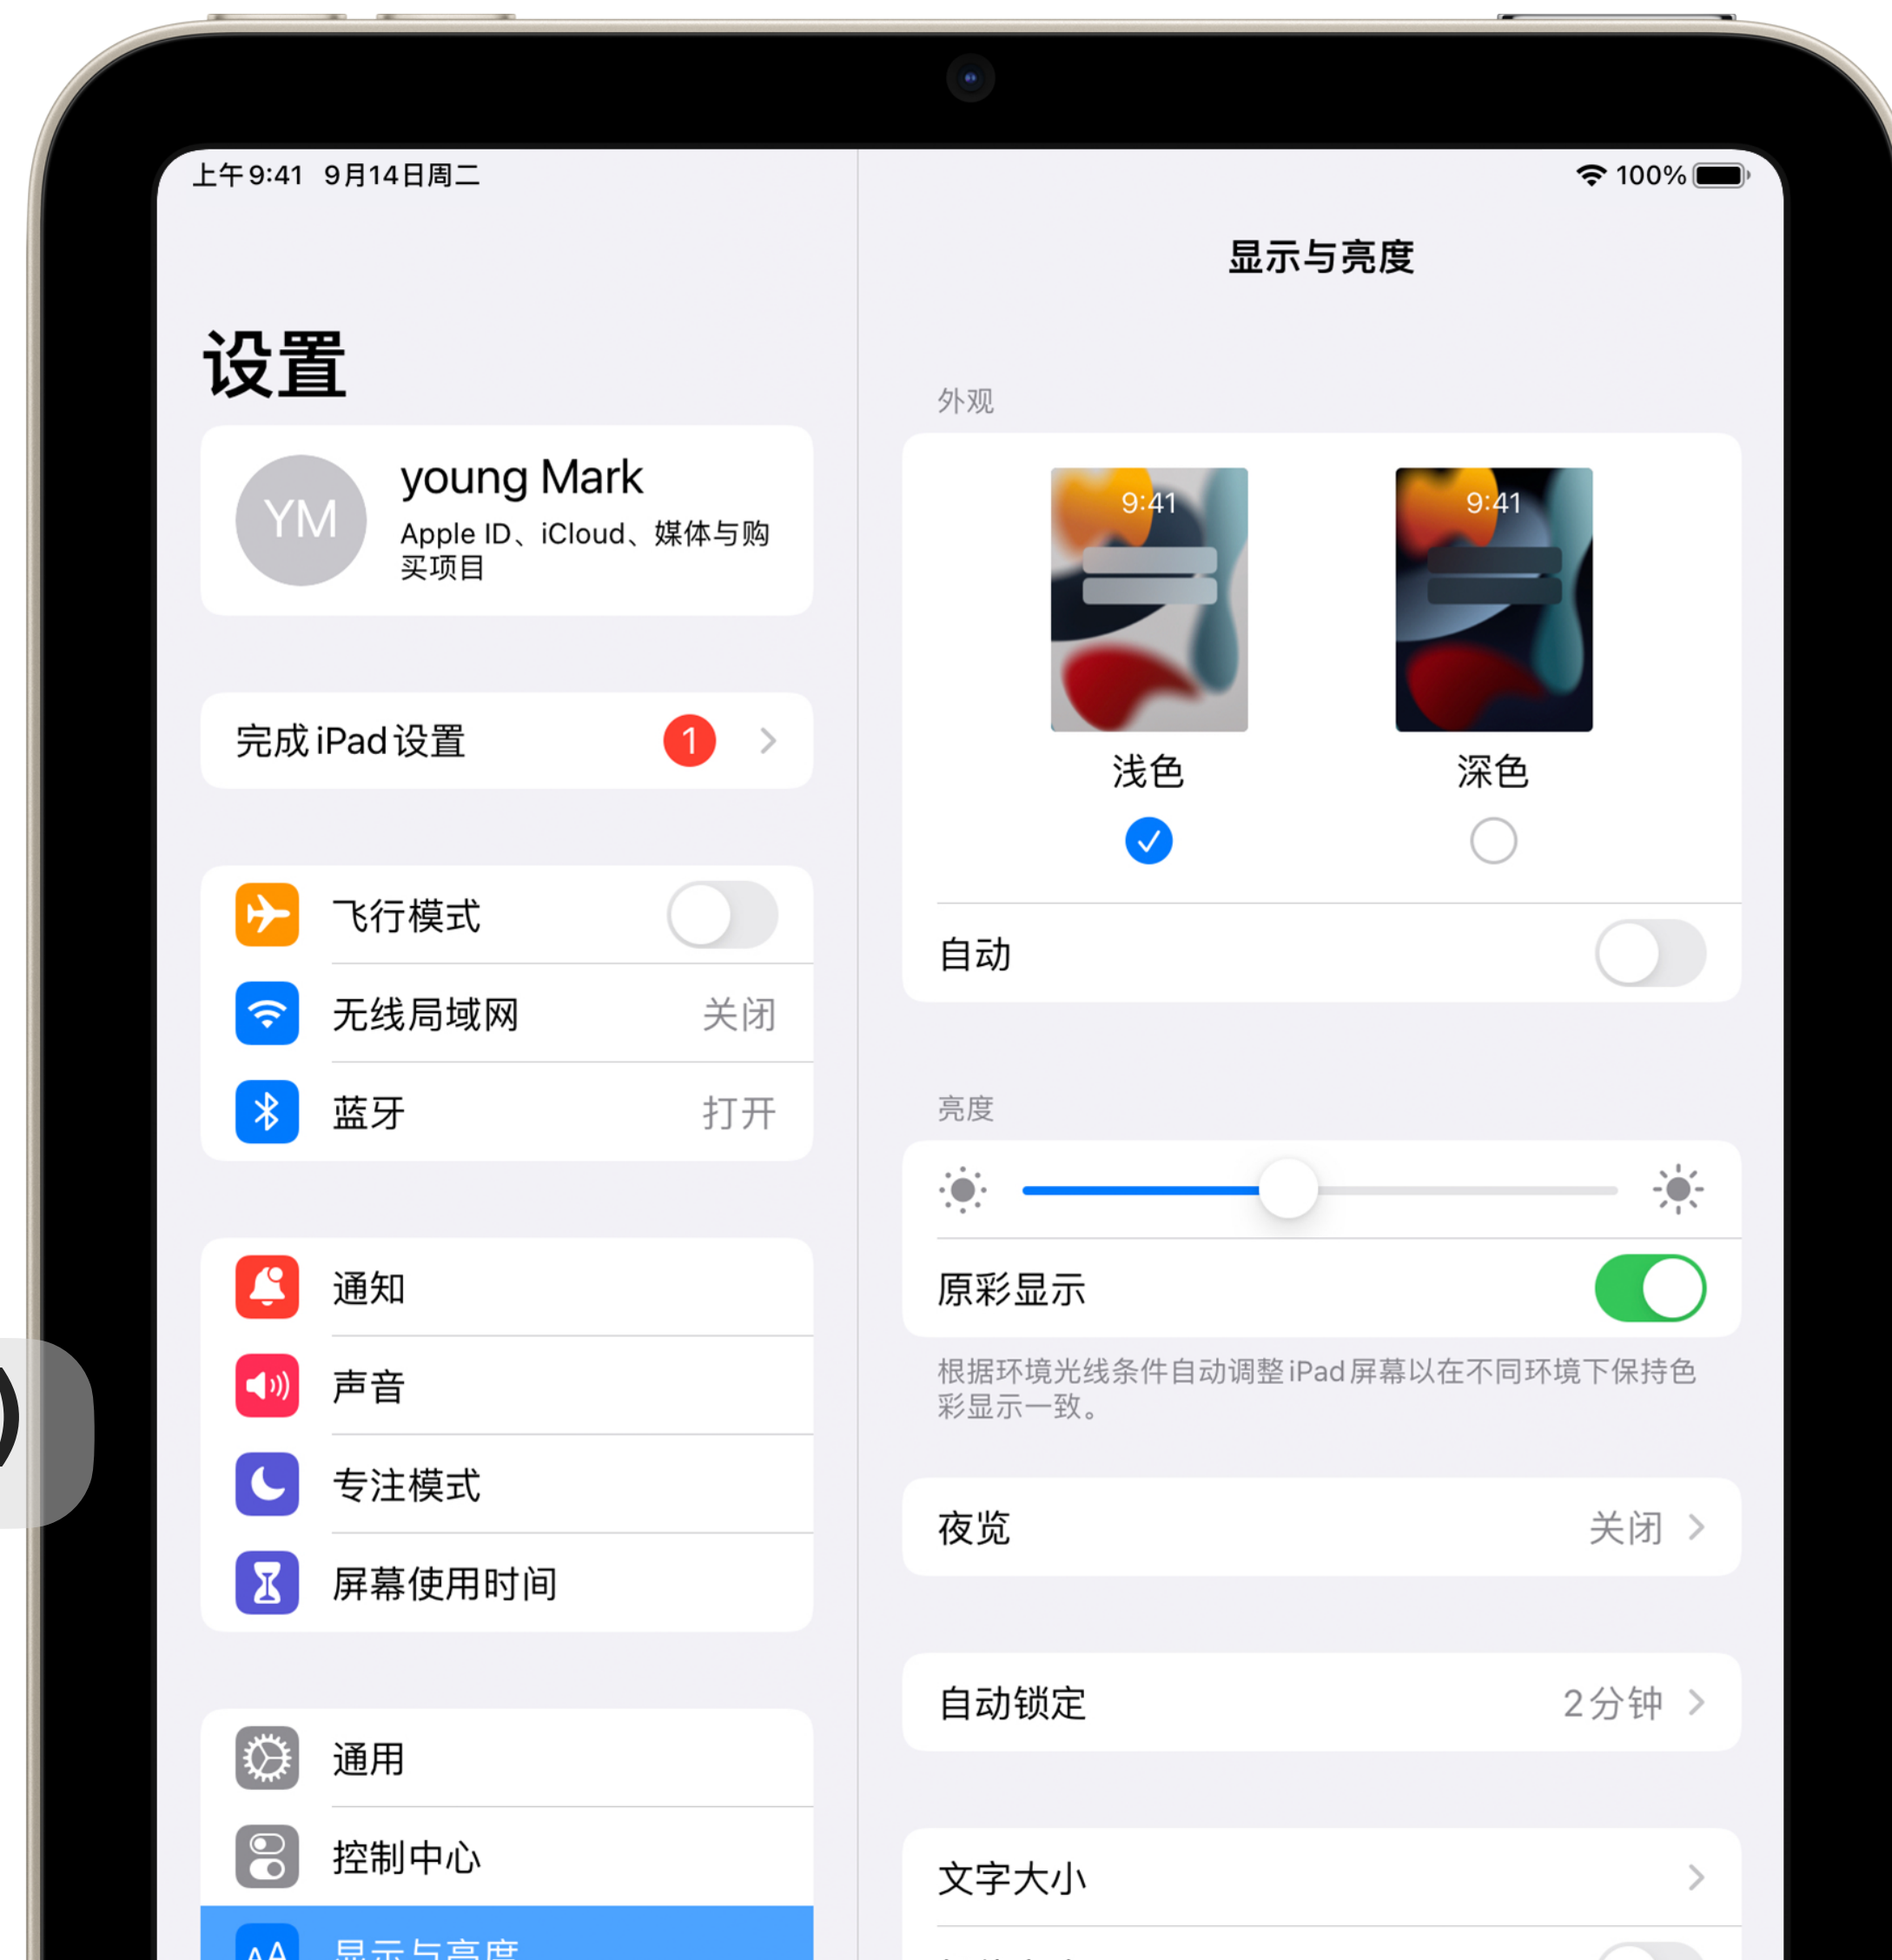 上午9:41 9月14日周二
100%
设置
YM
young Mark
Apple ID、iCloud、媒体与购
买项目
完成iPad设置
1
飞行模式
无线局域网
关闭
蓝牙
打开
通知
声音
专注模式
屏幕使用时间
通用
控制中心
AA
显示与亮度
显示与亮度
外观
9:41
9:41
浅色
深色
自动
亮度
原彩显示
根据环境光线条件自动调整iPad屏幕以在不同环境下保持色
彩显示一致。
夜览
关闭
自动锁定
2分钟
文字大小